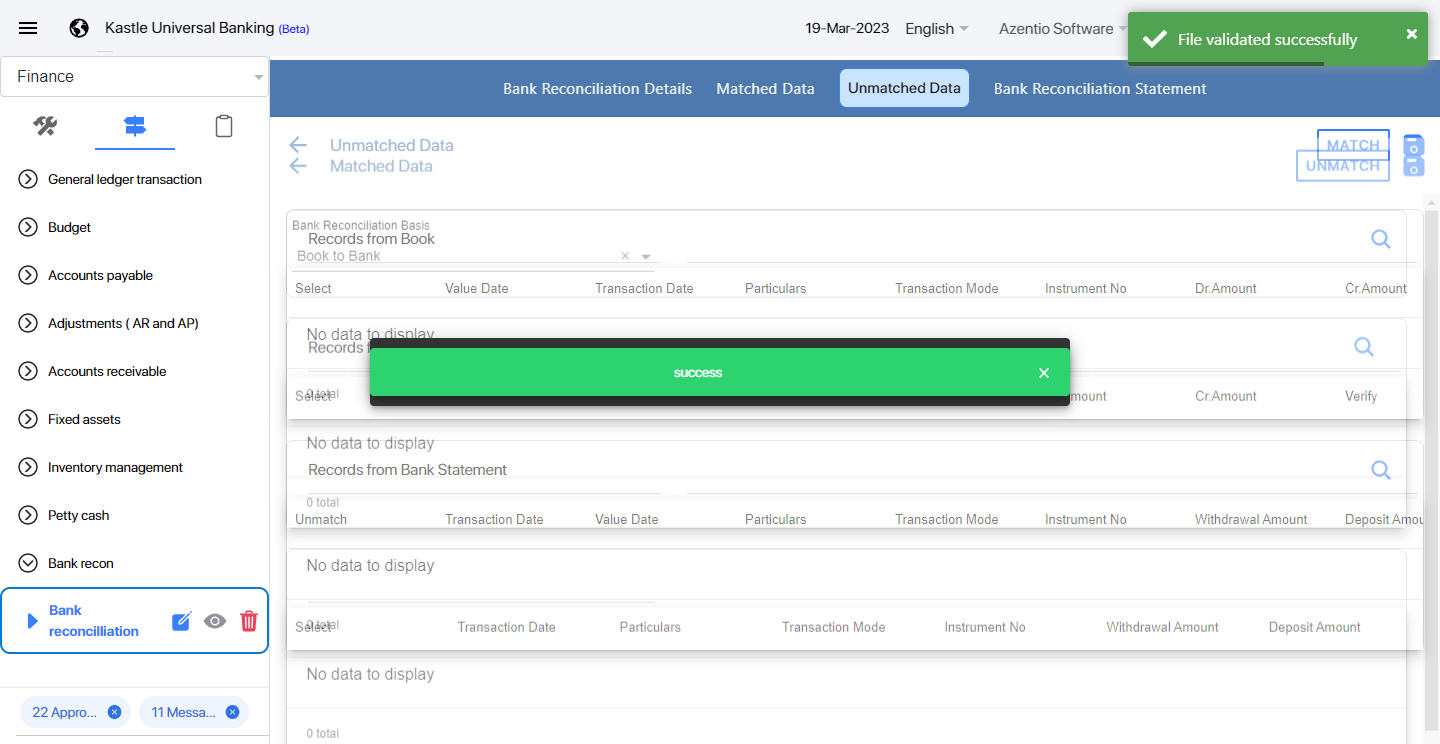 Kastle Universal Banking (Beta)
19-Mar-2023
English
Azentio Software
File validated successfully
Finance
Bank Reconciliation Details
Matched Data
Unmatched Data
Bank Reconciliation Statement
Unmatched Data
Matched Data
MATCH
UNMATCH
General ledger transaction
Budget
Accounts payable
Adjustments ( AR and AP)
Accounts receivable
Fixed assets
Inventory management
Petty cash
Bank recon
Bank
reconcilliation
22 Appro...
11 Messa...
Bank Reconciliation Basis
Records from Book
Book to Bank
Select Value Date Transaction Date Particulars Transaction Mode Instrument No Dr.Amount Cr.Amount
No data to display
Records
success
0 total
Select Cr.Amount Verify
No data to display
Records from Bank Statement
0 total
Unmatch Transaction Date Value Date Particulars Transaction Mode Instrument No Withdrawal Amount Deposit Amou
No data to display
0 total
Select Transaction Date Particulars Transaction Mode Instrument No Withdrawal Amount Deposit Amount
No data to display
0 total